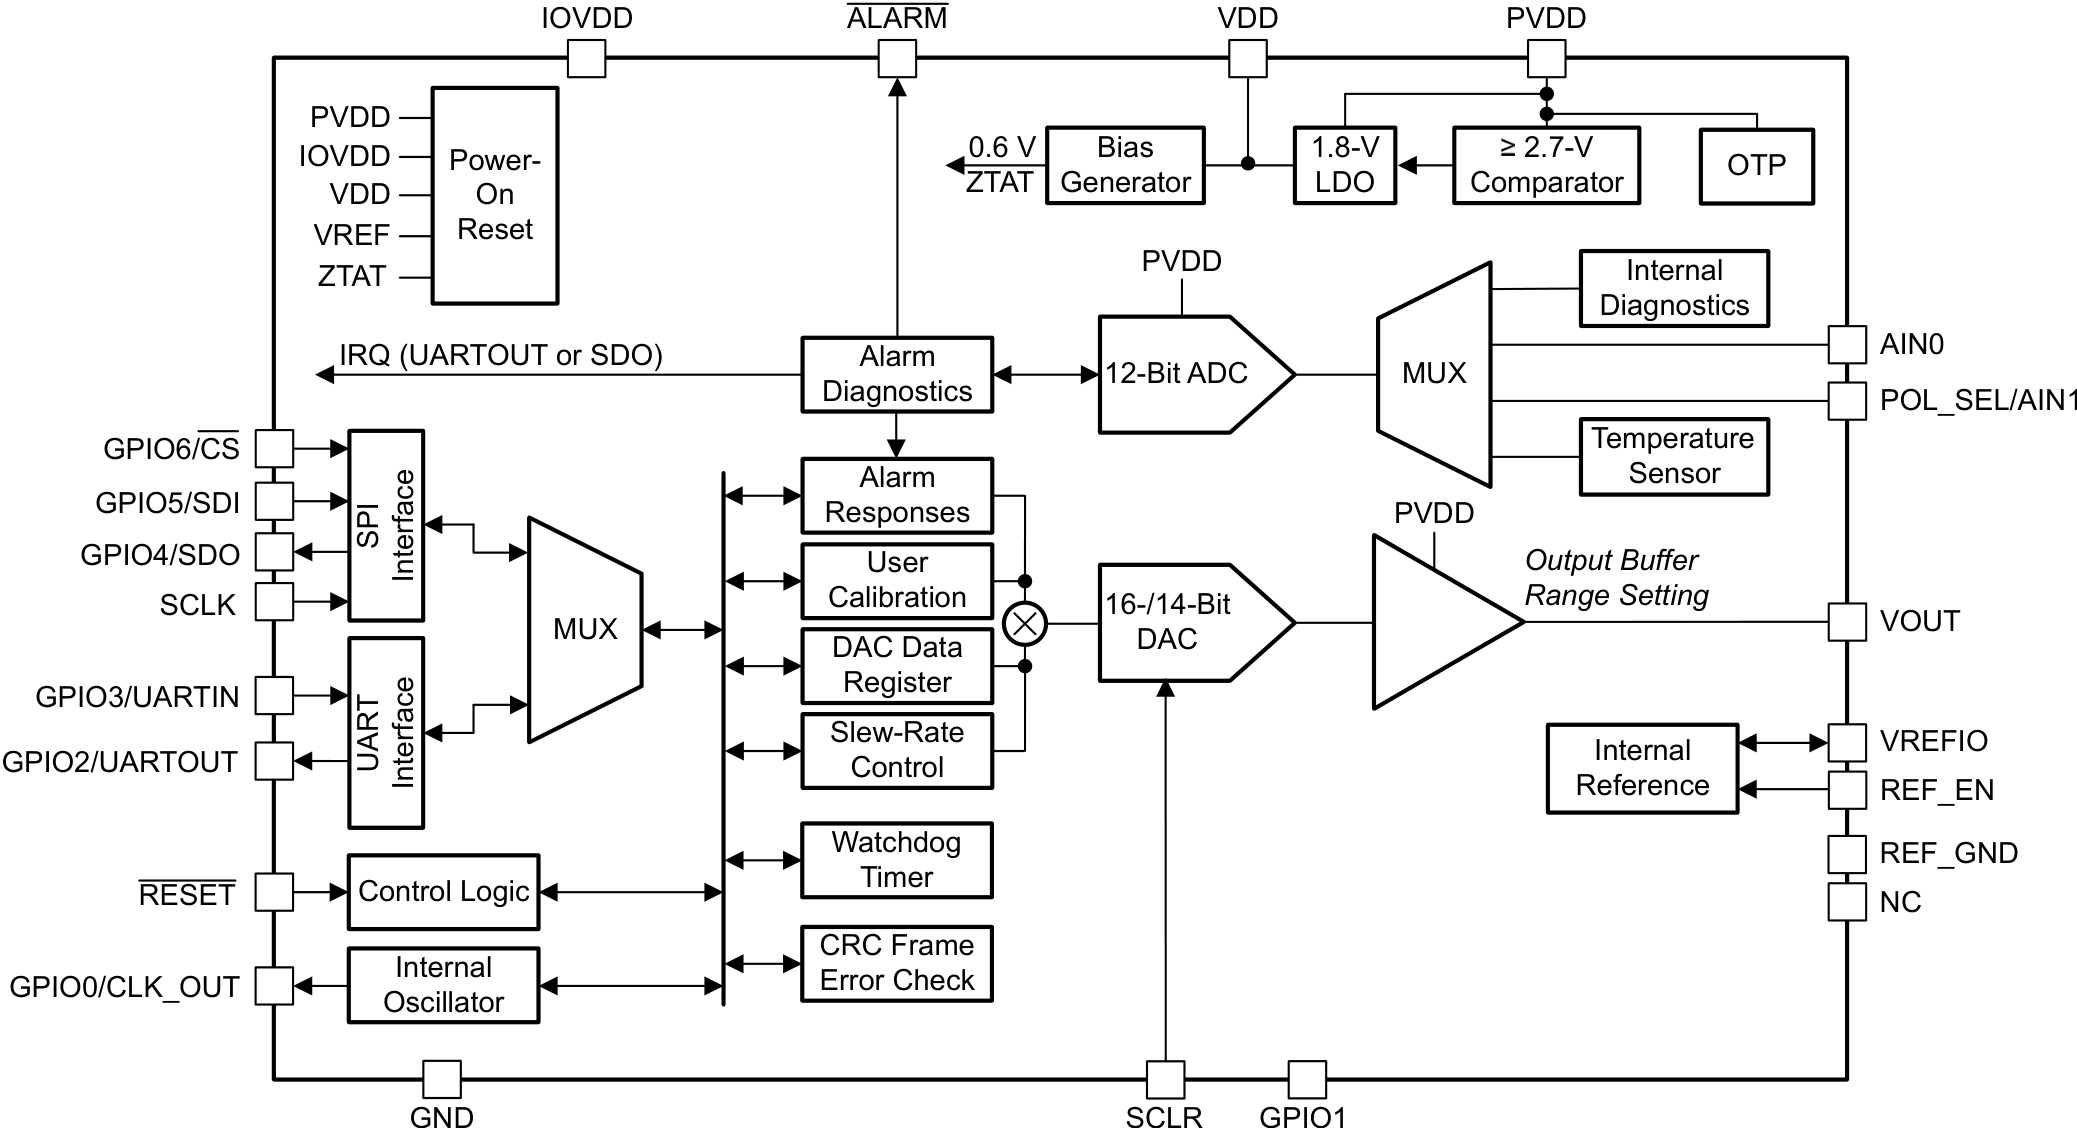 IOVDD
ALARM
VDD
PVDD
PVDD
IOVDD
VDD
VREF
ZTAT
Power-
On
Reset
0.6 V
ZTAT
Bias
Generator
1.8-V
LDO
≥ 2.7-V
Comparator
OTP
PVDD
12-Bit ADC
MUX
Internal
Diagnostics
AIN0
POL_SEL/AIN1
Temperature
Sensor
IRQ (UARTOUT or SDO)
Alarm
Diagnostics
GPIO6/CS
GPIO5/SDI
GPIO4/SDO
SCLK
SPI
Interface
GPIO3/UARTIN
GPIO2/UARTOUT
UART
Interface
MUX
Alarm
Responses
User
Calibration
DAC Data
Register
Slew-Rate
Control
Watchdog
Timer
CRC Frame
Error Check
16-/14-Bit
DAC
PVDD
Output Buffer
Range Setting
VOUT
Internal
Reference
VREFIO
REF_EN
REF_GND
NC
RESET
Control Logic
GPIO0/CLK_OUT
Internal
Oscillator
GND
SCLR
GPIO1